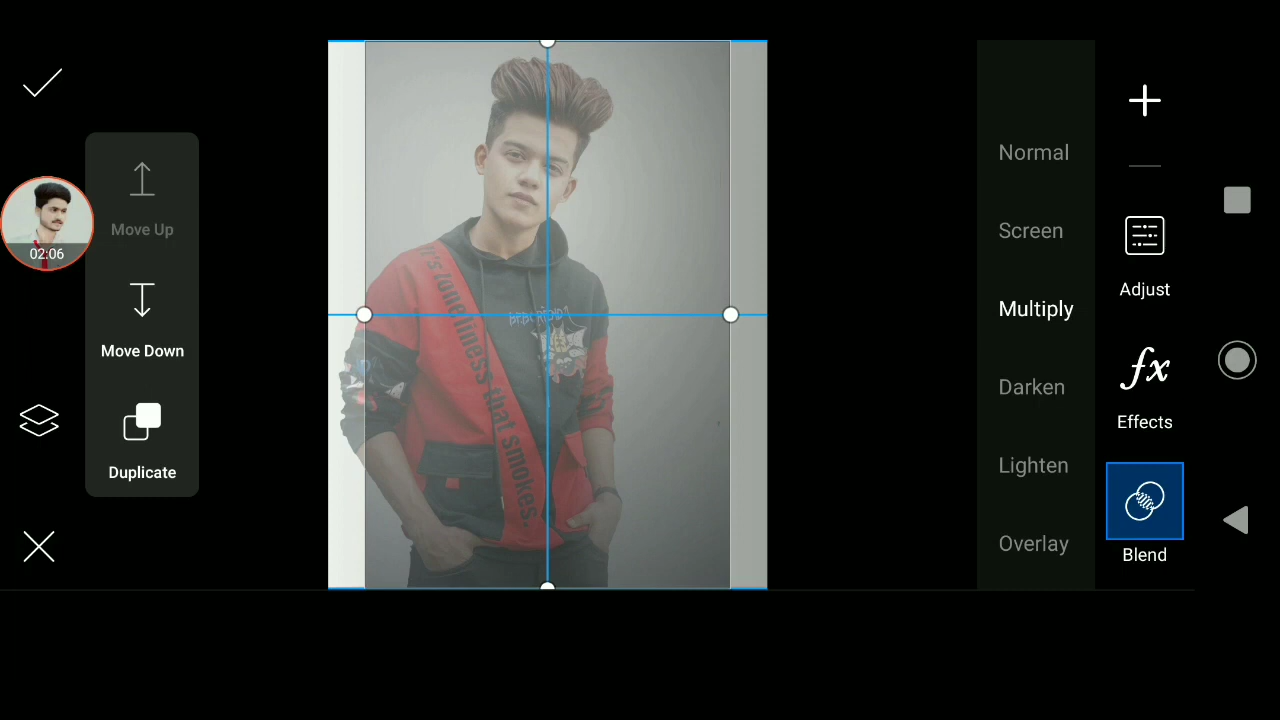 Move Up
02:06
Move Down
Duplicate
it's loneliness that smokes.
Normal
Screen
Multiply
Darken
Lighten
Overlay
Adjust
fx
Effects
Blend